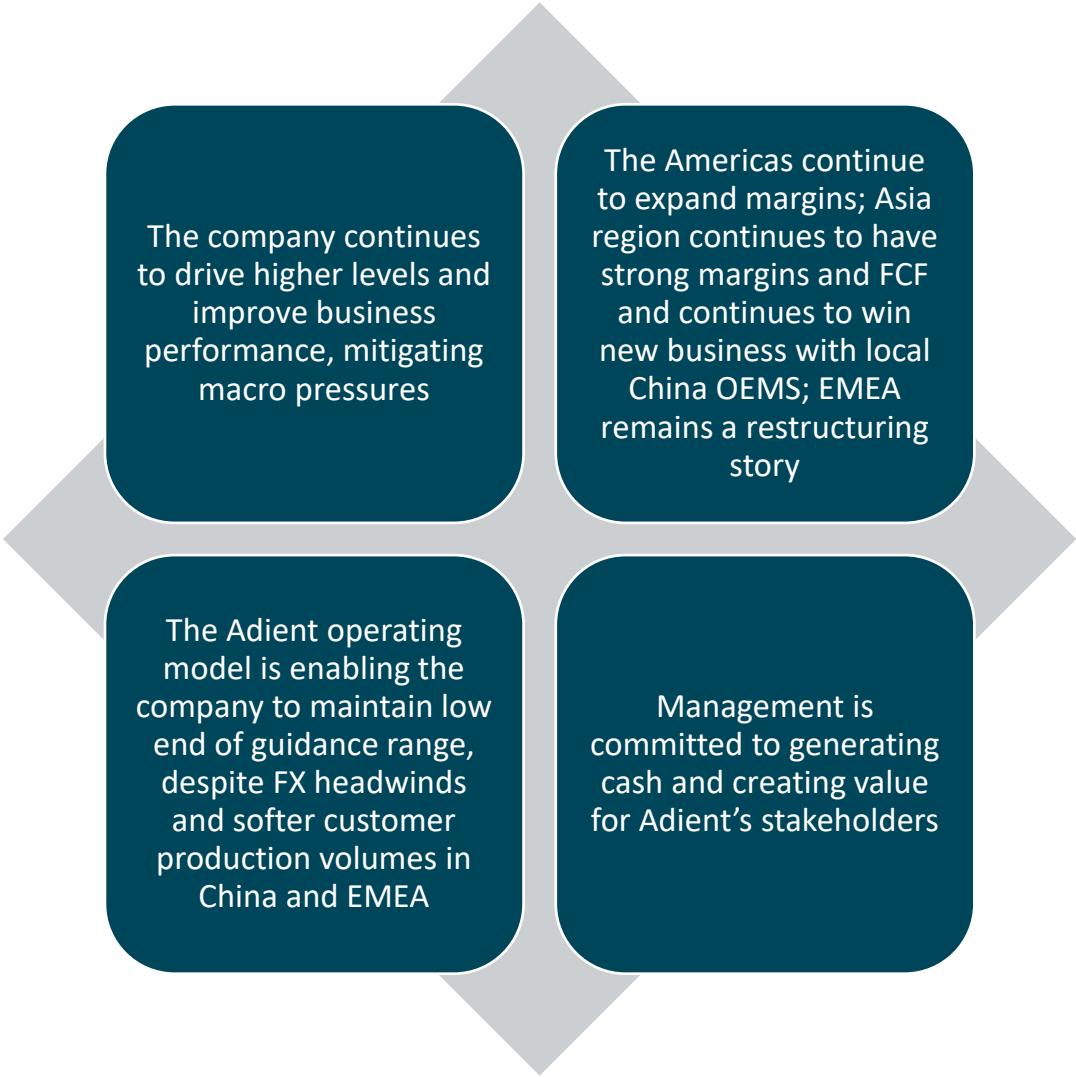 The company continues
to drive higher levels and
improve business
performance, mitigating
macro pressures
The Americas continue
to expand margins; Asia
region continues to have
strong margins and FCF
and continues to win
new business with local
China OEMS; EMEA
remains a restructuring
story
The Adient operating
model is enabling the
company to maintain low
end of guidance range,
despite FX headwinds
and softer customer
production volumes in
China and EMEA
Management is
committed to generating
cash and creating value
for Adient’s stakeholders